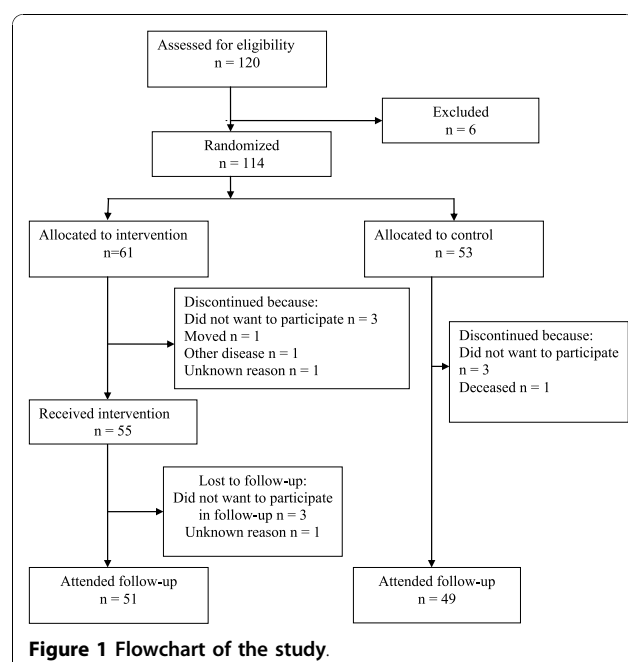 Assessed for eligibility
n = 120
Excluded
n = 6
Randomized
n = 114
Allocated to intervention
n=61
Allocated to control
n = 53
Discontinued because:
Did not want to participate n = 3
Moved n = 1
Other disease n = 1
Unknown reason n = 1
Discontinued because:
Did not want to participate
n = 3
Deceased n = 1
Received intervention
n = 55
Lost to follow-up:
Did not want to participate
in follow-up n = 3
Unknown reason n = 1
Attended follow-up
n = 51
Attended follow-up
n = 49
Figure 1 Flowchart of the study.